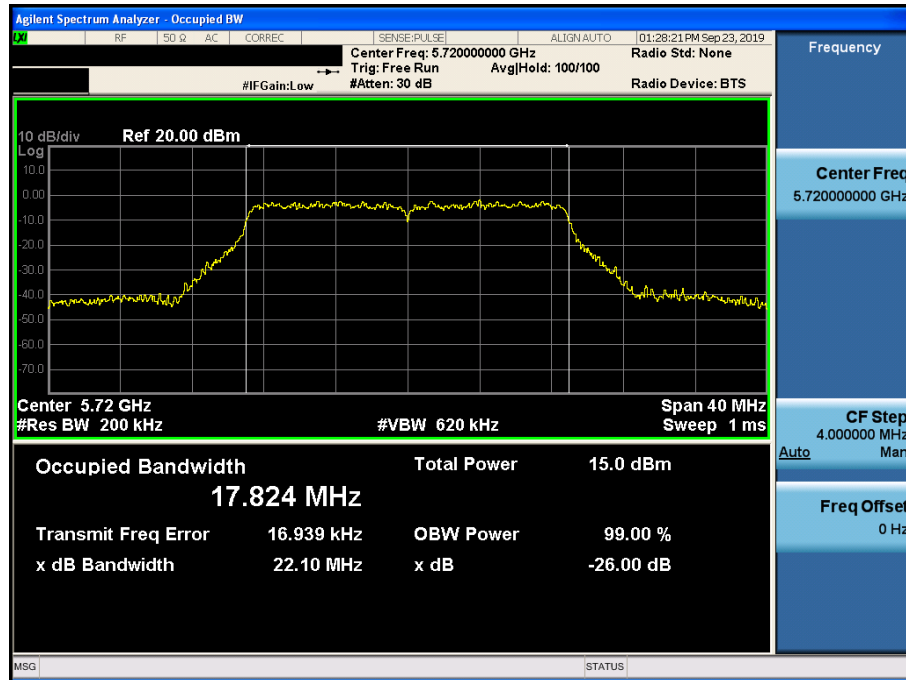 Agilent Spectrum Analyzer - Occupied BW
LXI RF 50 Ω AC CORREC SENSE:PULSE ALIGN AUTO 01:28:21 PM Sep 23, 2019
Center Freq: 5.720000000 GHz Radio Std: None
Trig: Free Run Avg|Hold: 100/100
#IFGain:Low #Atten: 30 dB Radio Device: BTS
10 dB/div Ref 20.00 dBm
Log
10.0
0.00
-10.0
-20.0
-30.0
-40.0
-50.0
-60.0
-70.0
Center 5.72 GHz Span 40 MHz
#Res BW 200 kHz #VBW 620 kHz Sweep 1 ms
Occupied Bandwidth Total Power 15.0 dBm
17.824 MHz
Transmit Freq Error 16.939 kHz OBW Power 99.00 %
x dB Bandwidth 22.10 MHz x dB -26.00 dB
MSG STATUS
Frequency
Center Freq
5.720000000 GHz
CF Step
4.000000 MHz
Auto Man
Freq Offset
0 Hz